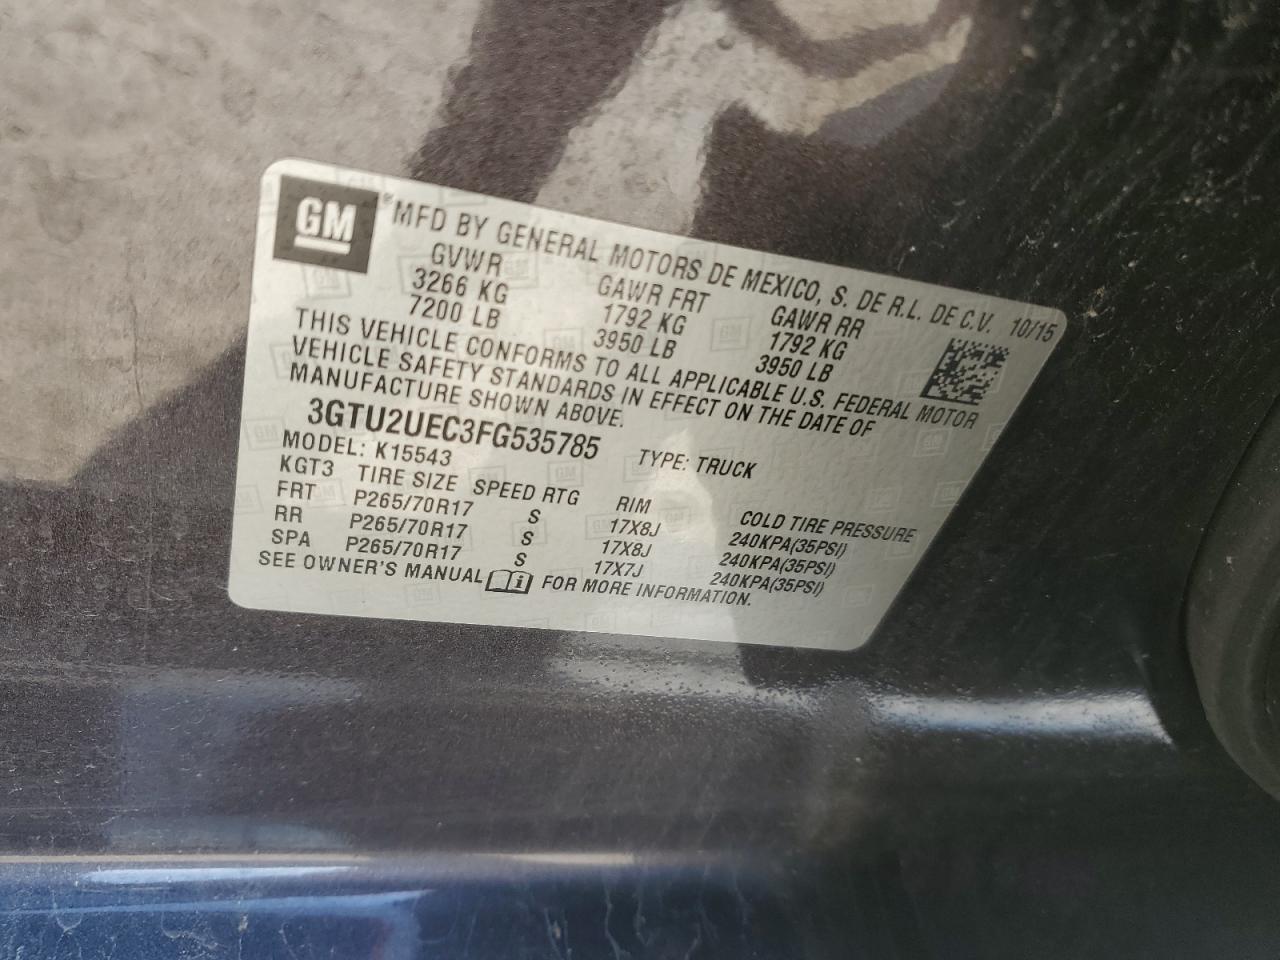 GM ® MFD BY GENERAL MOTORS DE MEXICO, S. DE R.L. DE C.V. 10/15
GVWR GAWR FRT GAWR RR
3266 KG 1792 KG 1792 KG
7200 LB 3950 LB 3950 LB
THIS VEHICLE CONFORMS TO ALL APPLICABLE U.S. FEDERAL MOTOR
VEHICLE SAFETY STANDARDS IN EFFECT ON THE DATE OF
MANUFACTURE SHOWN ABOVE.
3GTU2UEC3FG535785 TYPE: TRUCK
MODEL: K15543
KGT3 TIRE SIZE SPEED RTG RIM COLD TIRE PRESSURE
FRT P265/70R17 S 17X8J 240KPA(35PSI)
RR P265/70R17 S 17X8J 240KPA(35PSI)
SPA P265/70R17 S 17X7J 240KPA(35PSI)
SEE OWNER'S MANUAL i FOR MORE INFORMATION.